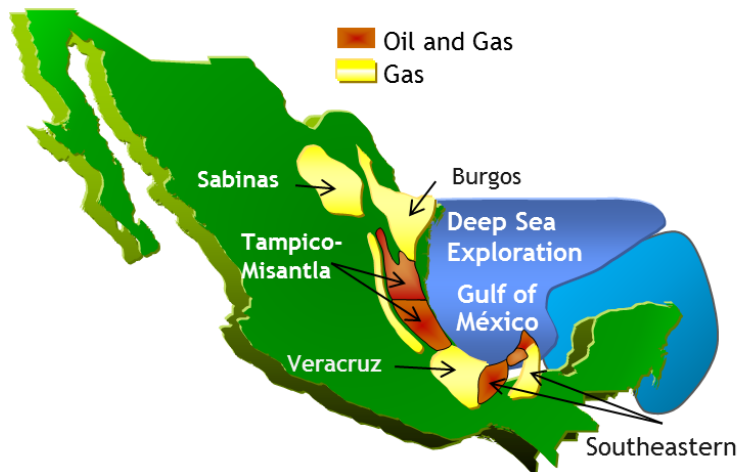 Oil and Gas
Gas
Sabinas
Burgos
Deep Sea
Exploration
Tampico-
Misantla
Gulf of
México
Veracruz
Southeastern